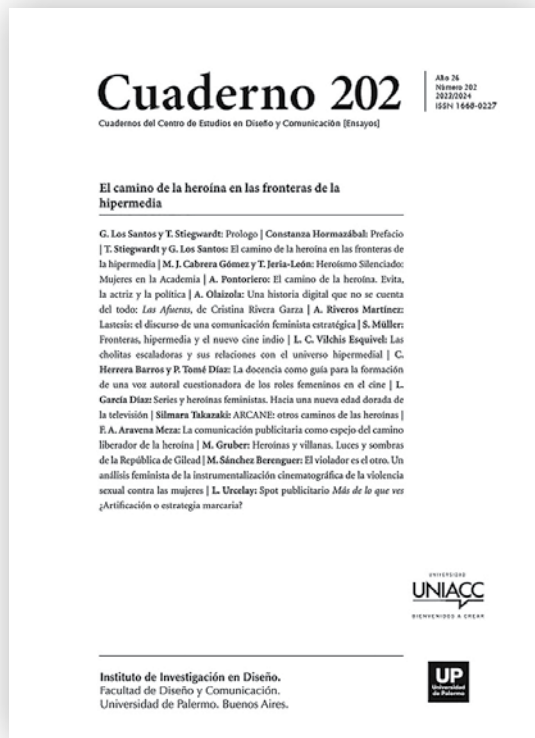 Cuaderno 202
Cuadernos del Centro de Estudios en Diseño y Comunicación [Ensayos]
Año 26
Número 202
2023/2024
ISSN 1668-0227
El camino de la heroína en las fronteras de la
hipermedia
G. Los Santos y T. Stiegwardt: Prologo | Constanza Hormazábal: Prefacio
| T. Stiegwardt y G. Los Santos: El camino de la heroína en las fronteras de
la hipermedia | M. J. Cabrera Gómez y T. Jeria-León: Heroísmo Silenciado:
Mujeres en la Academia | A. Pontoriero: El camino de la heroína. Evita,
la actriz y la política | A. Olaizola: Una historia digital que no se cuenta
del todo: Las Afueras, de Cristina Rivera Garza | A. Riveros Martínez:
Lastesis: el discurso de una comunicación feminista estratégica | S. Müller:
Fronteras, hipermedia y el nuevo cine indio | L. C. Vilchis Esquivel: Las
cholitas escaladoras y sus relaciones con el universo hipermedial | C.
Herrera Barros y P. Tomé Díaz: La docencia como guía para la formación
de una voz autoral cuestionadora de los roles femeninos en el cine | L.
García Díaz: Series y heroínas feministas. Hacia una nueva edad dorada de
la televisión | Silmara Takazaki: ARCANE: otros caminos de las heroínas |
F. A. Aravena Meza: La comunicación publicitaria como espejo del camino
liberador de la heroína | M. Gruber: Heroínas y villanas. Luces y sombras
de la República de Gilead | M. Sánchez Berenguer: El violador es el otro. Un
análisis feminista de la instrumentalización cinematográfica de la violencia
sexual contra las mujeres | L. Urcelay: Spot publicitario Más de lo que ves
¿Artificación o estrategia marcaria?
UNIVERSIDAD
UNIACC
BIENVENIDOS A CREAR
Instituto de Investigación en Diseño.
Facultad de Diseño y Comunicación.
Universidad de Palermo. Buenos Aires.
UP
Universidad
de Palermo